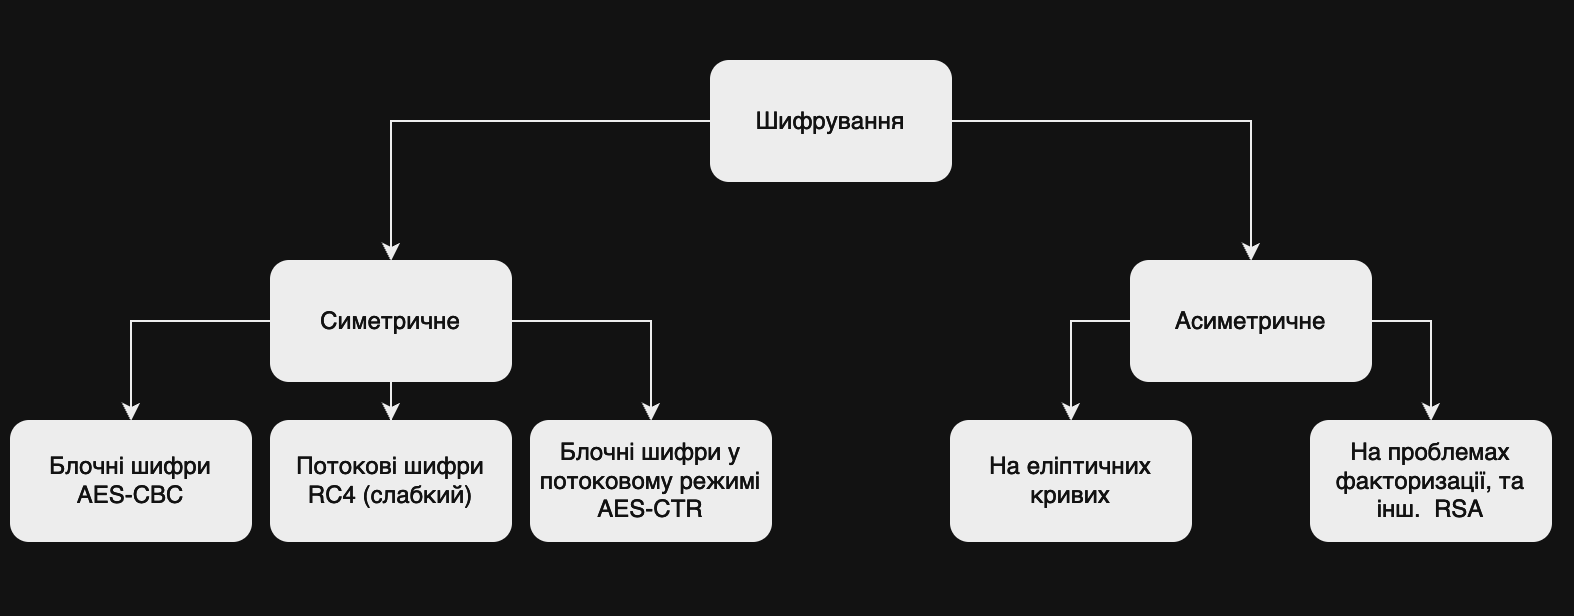 Шифрування
Симетричне
Асиметричне
Блочні шифри
AES-CBC
Потокові шифри
RC4 (слабкий)
Блочні шифри у
потоковому режимі
AES-CTR
На еліптичних
кривих
На проблемах
факторизації, та
інш.  RSA